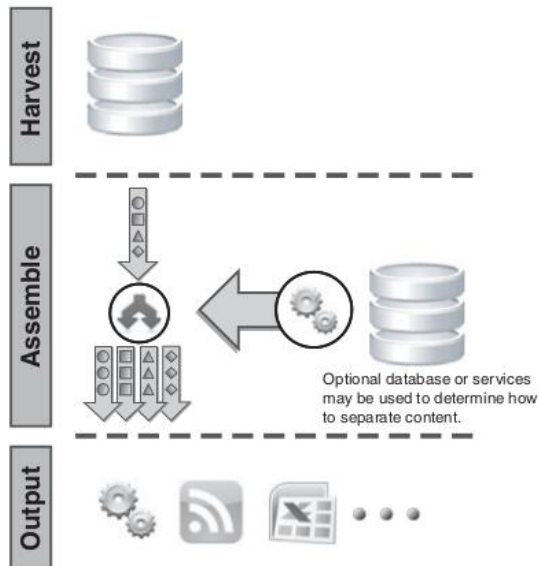 Harvest
Assemble
Optional database or services
may be used to determine how
to separate content.
Output